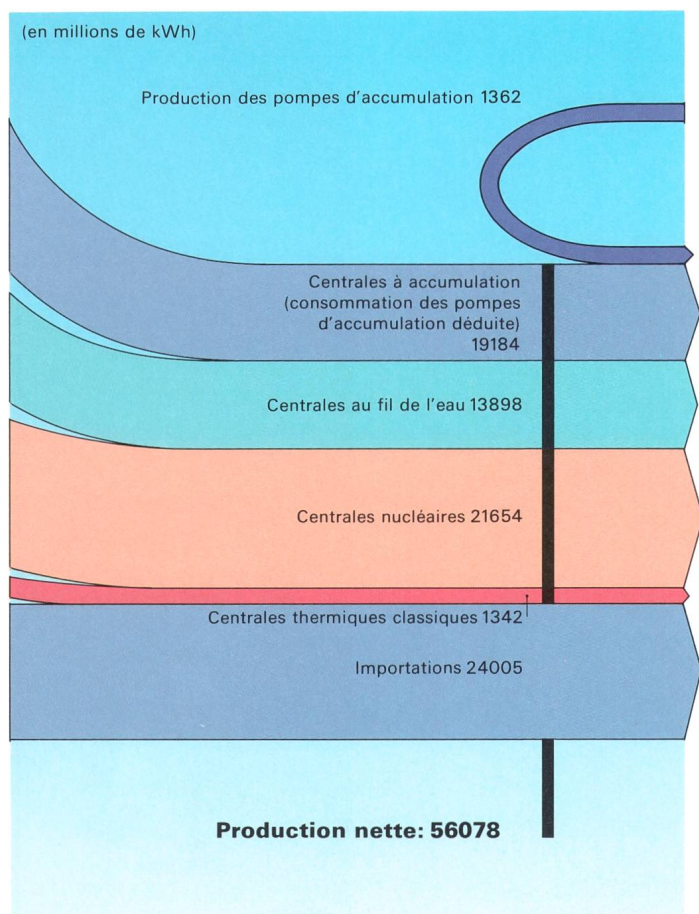 (en millions de kWh)
Production des pompes d'accumulation 1362
Centrales à accumulation
(consommation des pompes
d'accumulation déduite)
19184
Centrales au fil de l'eau 13898
Centrales nucléaires 21654
Centrales thermiques classiques 1342
Importations 24005
Production nette: 56078